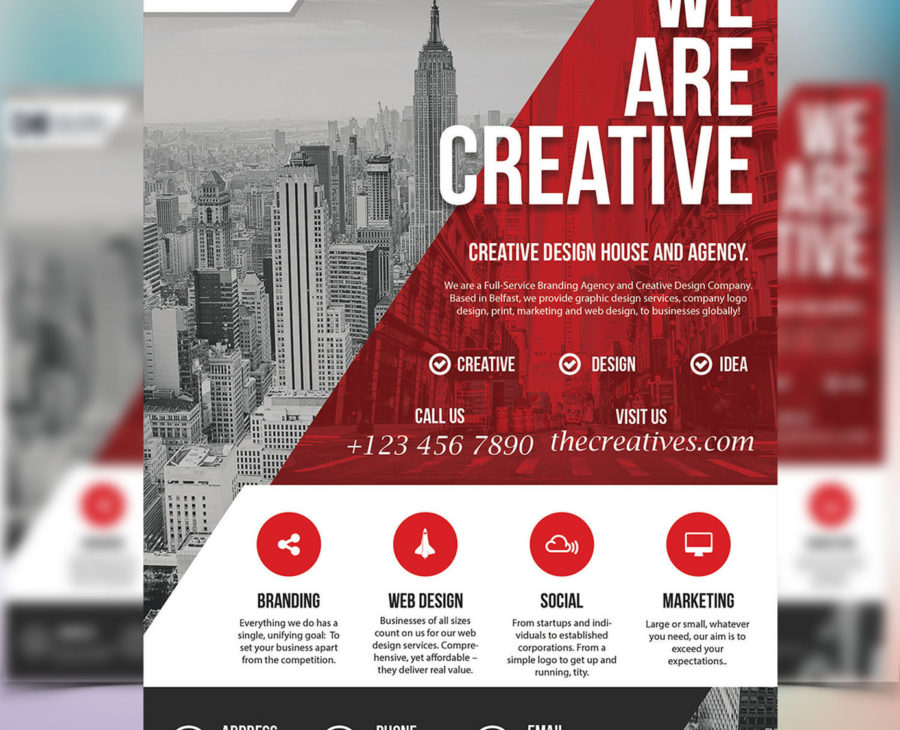 WE
ARE
CREATIVE
CREATIVE DESIGN HOUSE AND AGENCY.
We are a Full-Service Branding Agency and Creative Design Company.
Based in Belfast, we provide graphic design services, company logo
design, print, marketing and web design, to businesses globally!
CREATIVE DESIGN IDEA
CALL US
+123 456 7890
VISIT US
thecreatives.com
BRANDING
Everything we do has a
single, unifying goal: To
set your business apart
from the competition.
WEB DESIGN
Businesses of all sizes
count on us for our web
design services. Compre-
hensive, yet affordable –
they deliver real value.
SOCIAL
From startups and indi-
viduals to established
corporations. From a
simple logo to get up and
running, tity.
MARKETING
Large or small, whatever
you need, our aim is to
exceed your
expectations..
ADDRESS PHONE EMAIL
WE
ARE
TIVE